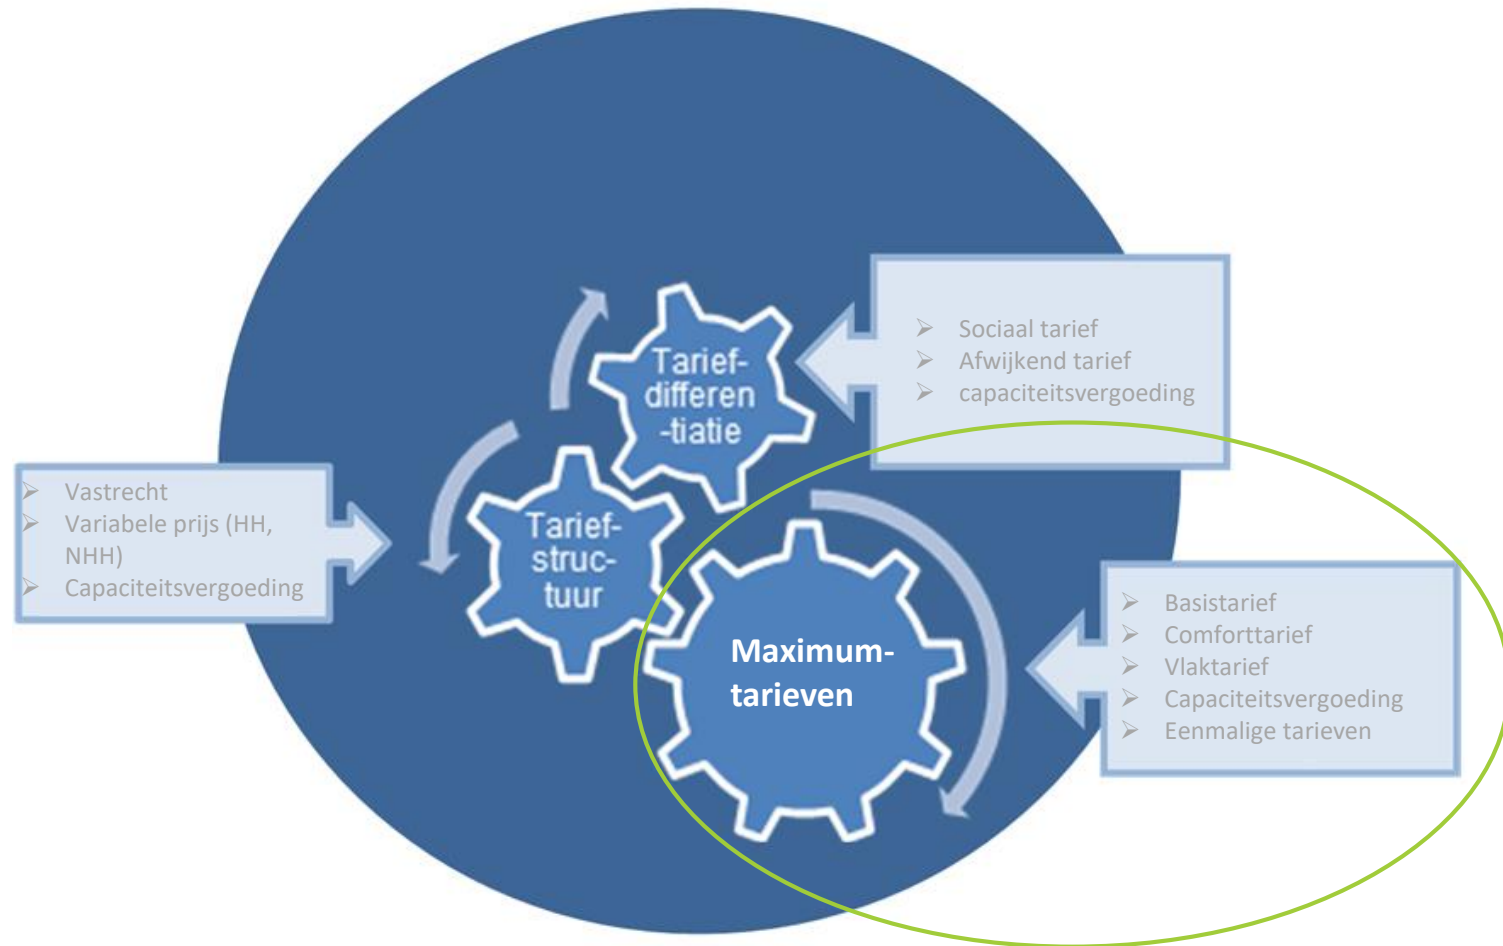 Tarief-
differen
-tiatie
➢ Sociaal tarief
➢ Afwijkend tarief
➢ capaciteitsvergoeding
➢ Vastrecht
➢ Variabele prijs (HH,
NHH)
➢ Capaciteitsvergoeding
Tarief-
struc-
tuur
Maximum-
tarieven
➢ Basistarief
➢ Comforttarief
➢ Vlaktarief
➢ Capaciteitsvergoeding
➢ Eenmalige tarieven